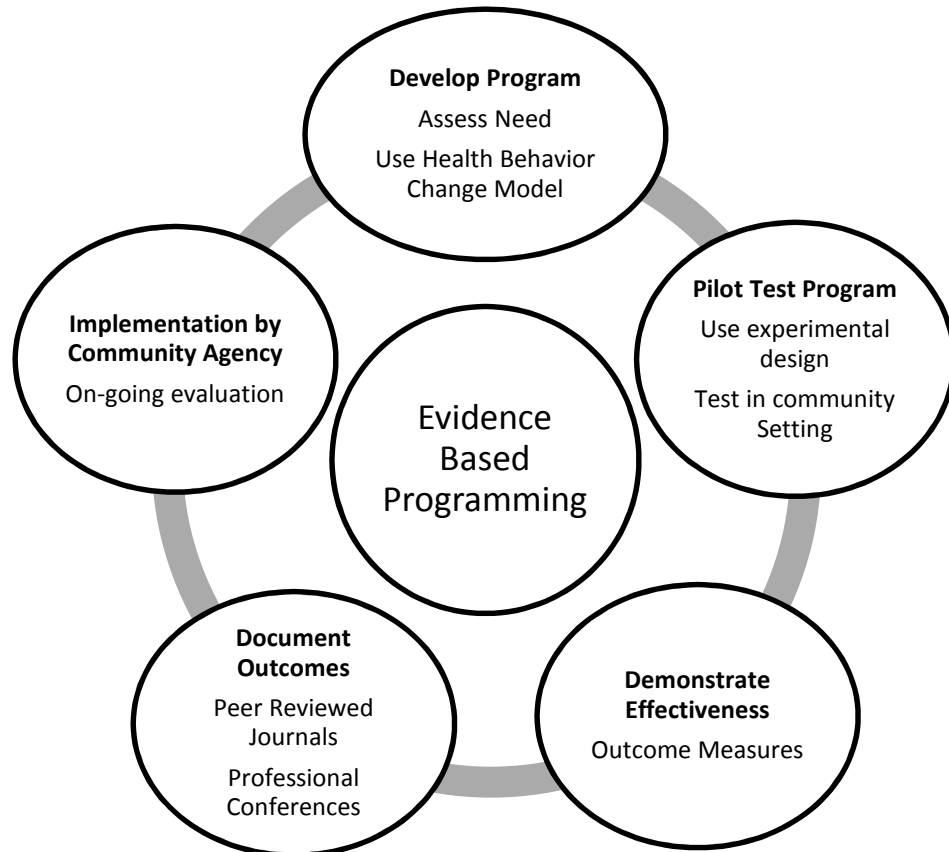 Develop Program
Assess Need
Use Health Behavior
Change Model
Pilot Test Program
Use experimental
design
Test in community
Setting
Demonstrate
Effectiveness
Outcome Measures
Document
Outcomes
Peer Reviewed
Journals
Professional
Conferences
Implementation by
Community Agency
On-going evaluation
Evidence
Based
Programming